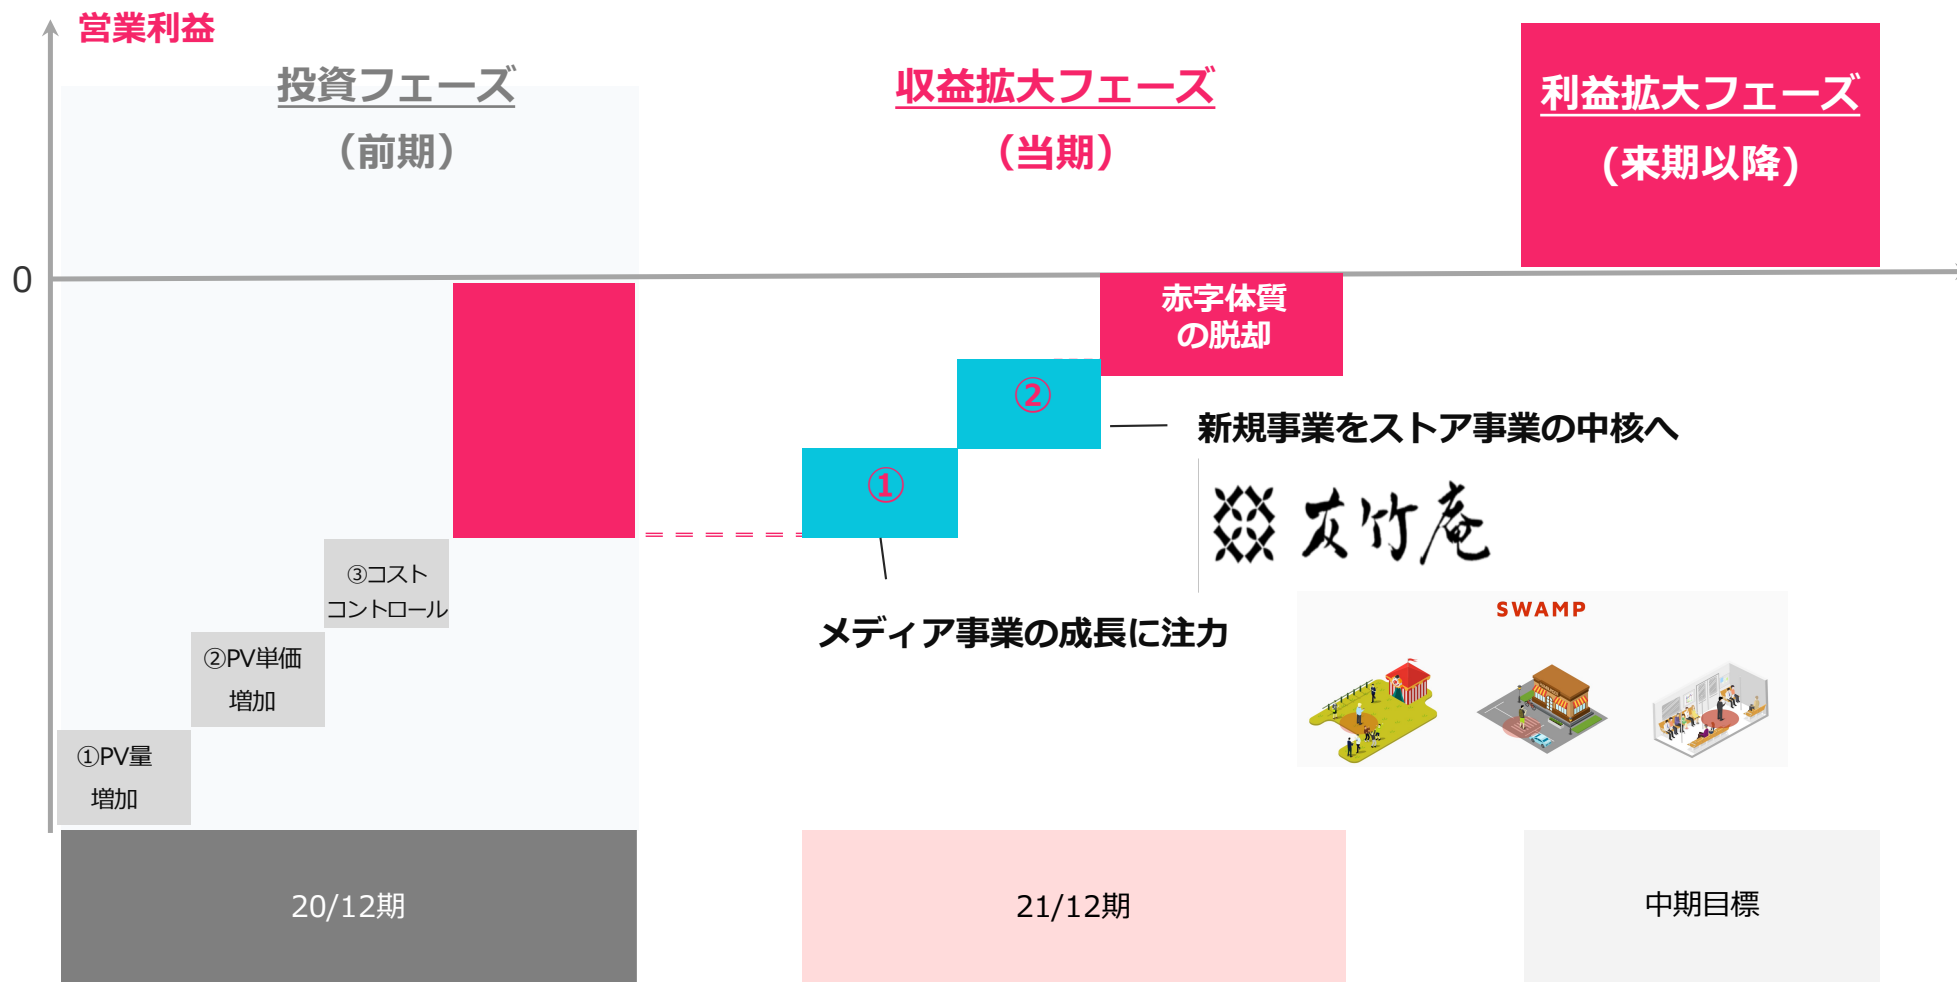 営業利益
投資フェーズ
（前期）
収益拡大フェーズ
（当期）
利益拡大フェーズ
(来期以降)
0
赤字体質
の脱却
②
①
新規事業をストア事業の中核へ
友竹庵
SWAMP
メディア事業の成長に注力
③コスト
コントロール
②PV単価
増加
①PV量
増加
20/12期
21/12期
中期目標